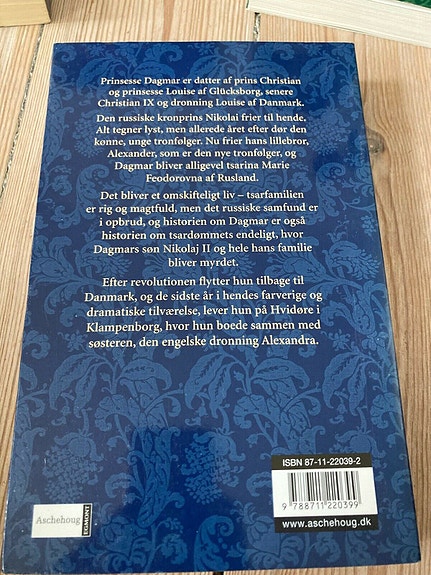 Prinsesse Dagmar er datter af prins Christian
og prinsesse Louise af Glücksborg, senere
Christian IX og dronning Louise af Danmark.
Den russiske kronprins Nikolai frier til hende.
Alt tegner lyst, men allerede året efter dør den
kønne, unge tronfølger. Nu frier hans lillebror,
Alexander, som er den nye tronfølger, og
Dagmar bliver alligevel tsarina Marie
Feodorovna af Rusland.
Det bliver et omskifteligt liv – tsarfamilien
er rig og magtfuld, men det russiske samfund er
i opbrud, og historien om Dagmar er også
historien om tsardømmets endeligt, hvor
Dagmars søn Nikolaj II og hele hans familie
bliver myrdet.
Efter revolutionen flytter hun tilbage til
Danmark, og de sidste år i hendes farverige og
dramatiske tilværelse, lever hun på Hvidøre i
Klampenborg, hvor hun boede sammen med
søsteren, den engelske dronning Alexandra.
ISBN 87-11-22039-2
9 788711 220399
www.aschehoug.dk
Aschehoug
EGMONT